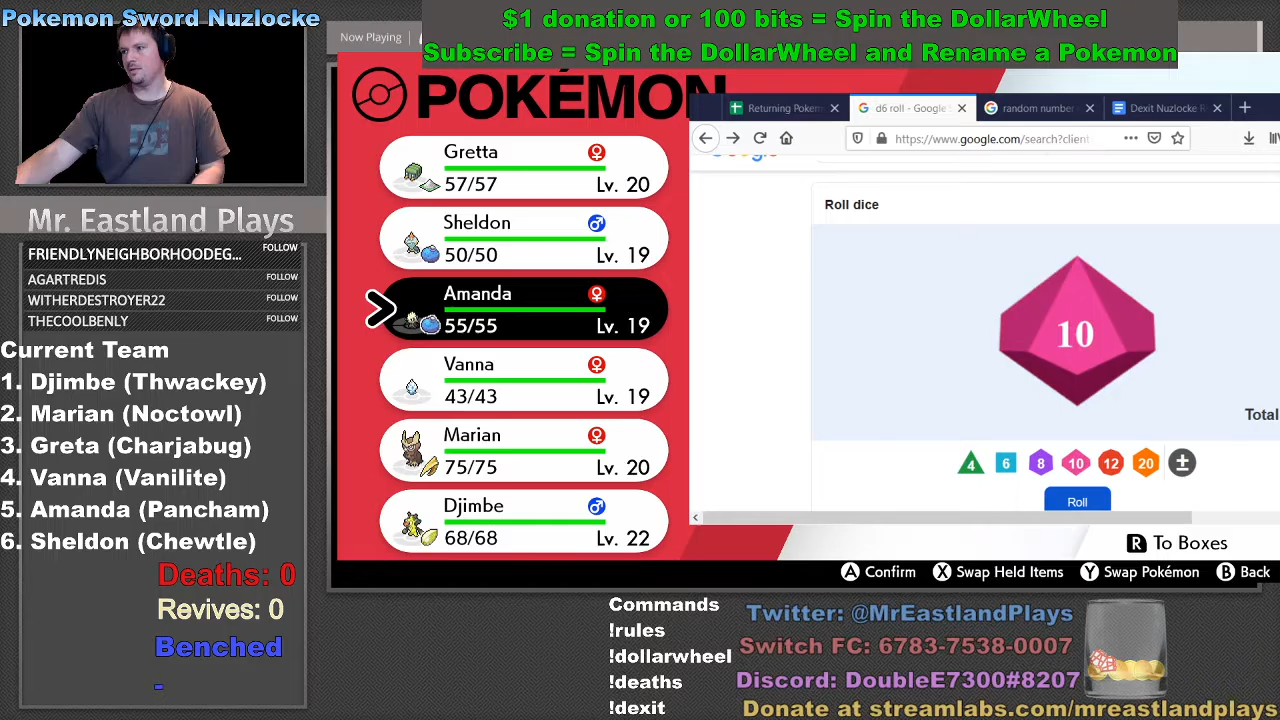 Pokemon Sword Nuzlocke
$1 donation or 100 bits = Spin the DollarWheel
Subscribe = Spin the DollarWheel and Rename a Pokemon
Now Playing
POKÉMON
Mr. Eastland Plays
FRIENDLYNEIGHBORHOODEG... FOLLOW
AGARTREDIS FOLLOW
WITHERDESTROYER22 FOLLOW
THECOOLBENLY FOLLOW
Current Team
1. Djimbe (Thwackey)
2. Marian (Noctowl)
3. Greta (Charjabug)
4. Vanna (Vanilite)
5. Amanda (Pancham)
6. Sheldon (Chewtle)
Deaths: 0
Revives: 0
Benched
-
Gretta ♀
57/57 Lv. 20
Sheldon ♂
50/50 Lv. 19
Amanda ♀
55/55 Lv. 19
Vanna ♀
43/43 Lv. 19
Marian ♀
75/75 Lv. 20
Djimbe ♂
68/68 Lv. 22
Returning Pokem d6 roll - Google random number Dexit Nuzlocke R
https://www.google.com/search?client
Roll dice
10
Total
4 6 8 10 12 20
Roll
R To Boxes
A Confirm X Swap Held Items Y Swap Pokémon B Back
Commands
!rules
!dollarwheel
!deaths
!dexit
Twitter: @MrEastlandPlays
Switch FC: 6783-7538-0007
Discord: DoubleE7300#8207
Donate at streamlabs.com/mreastlandplays